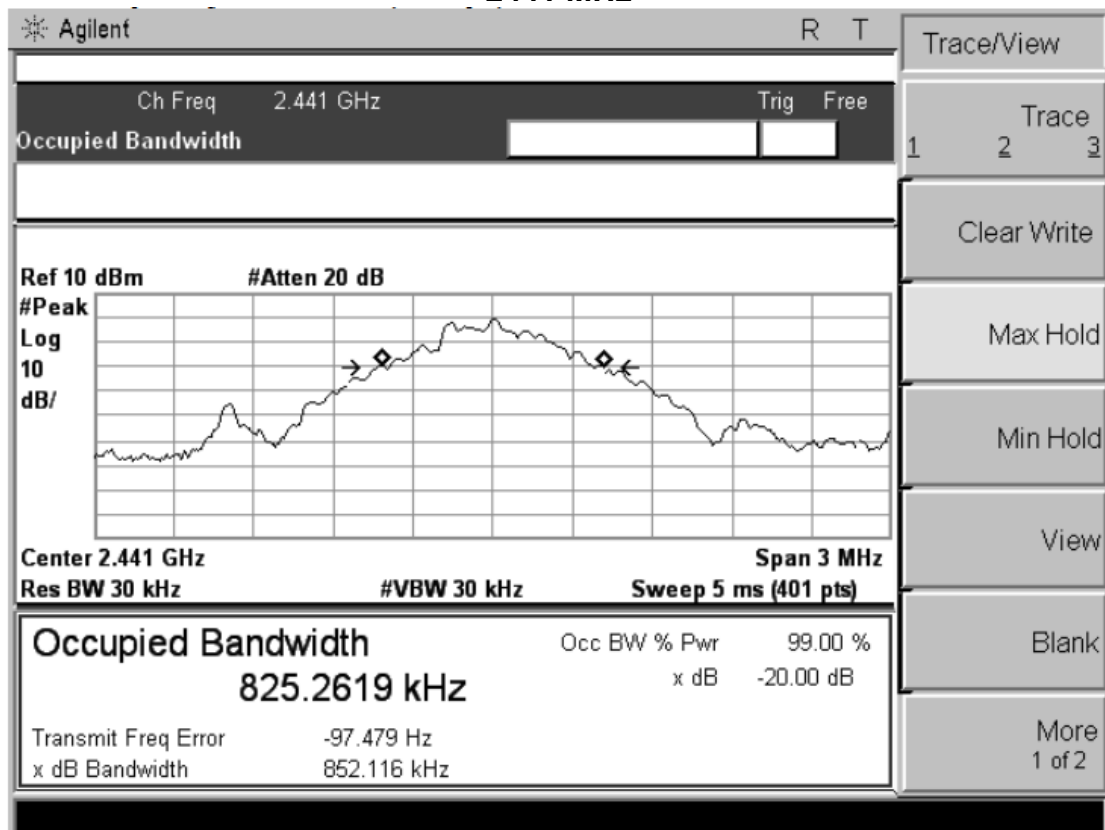 Agilent R T
Trace/View
Ch Freq 2.441 GHz Trig Free
Occupied Bandwidth
Trace
1 2 3
Clear Write
Max Hold
Min Hold
View
Blank
More
1 of 2
Ref 10 dBm #Atten 20 dB
#Peak
Log
10
dB/
Center 2.441 GHz Span 3 MHz
Res BW 30 kHz #VBW 30 kHz Sweep 5 ms (401 pts)
Occupied Bandwidth
825.2619 kHz
Occ BW % Pwr 99.00 %
x dB -20.00 dB
Transmit Freq Error -97.479 Hz
x dB Bandwidth 852.116 kHz